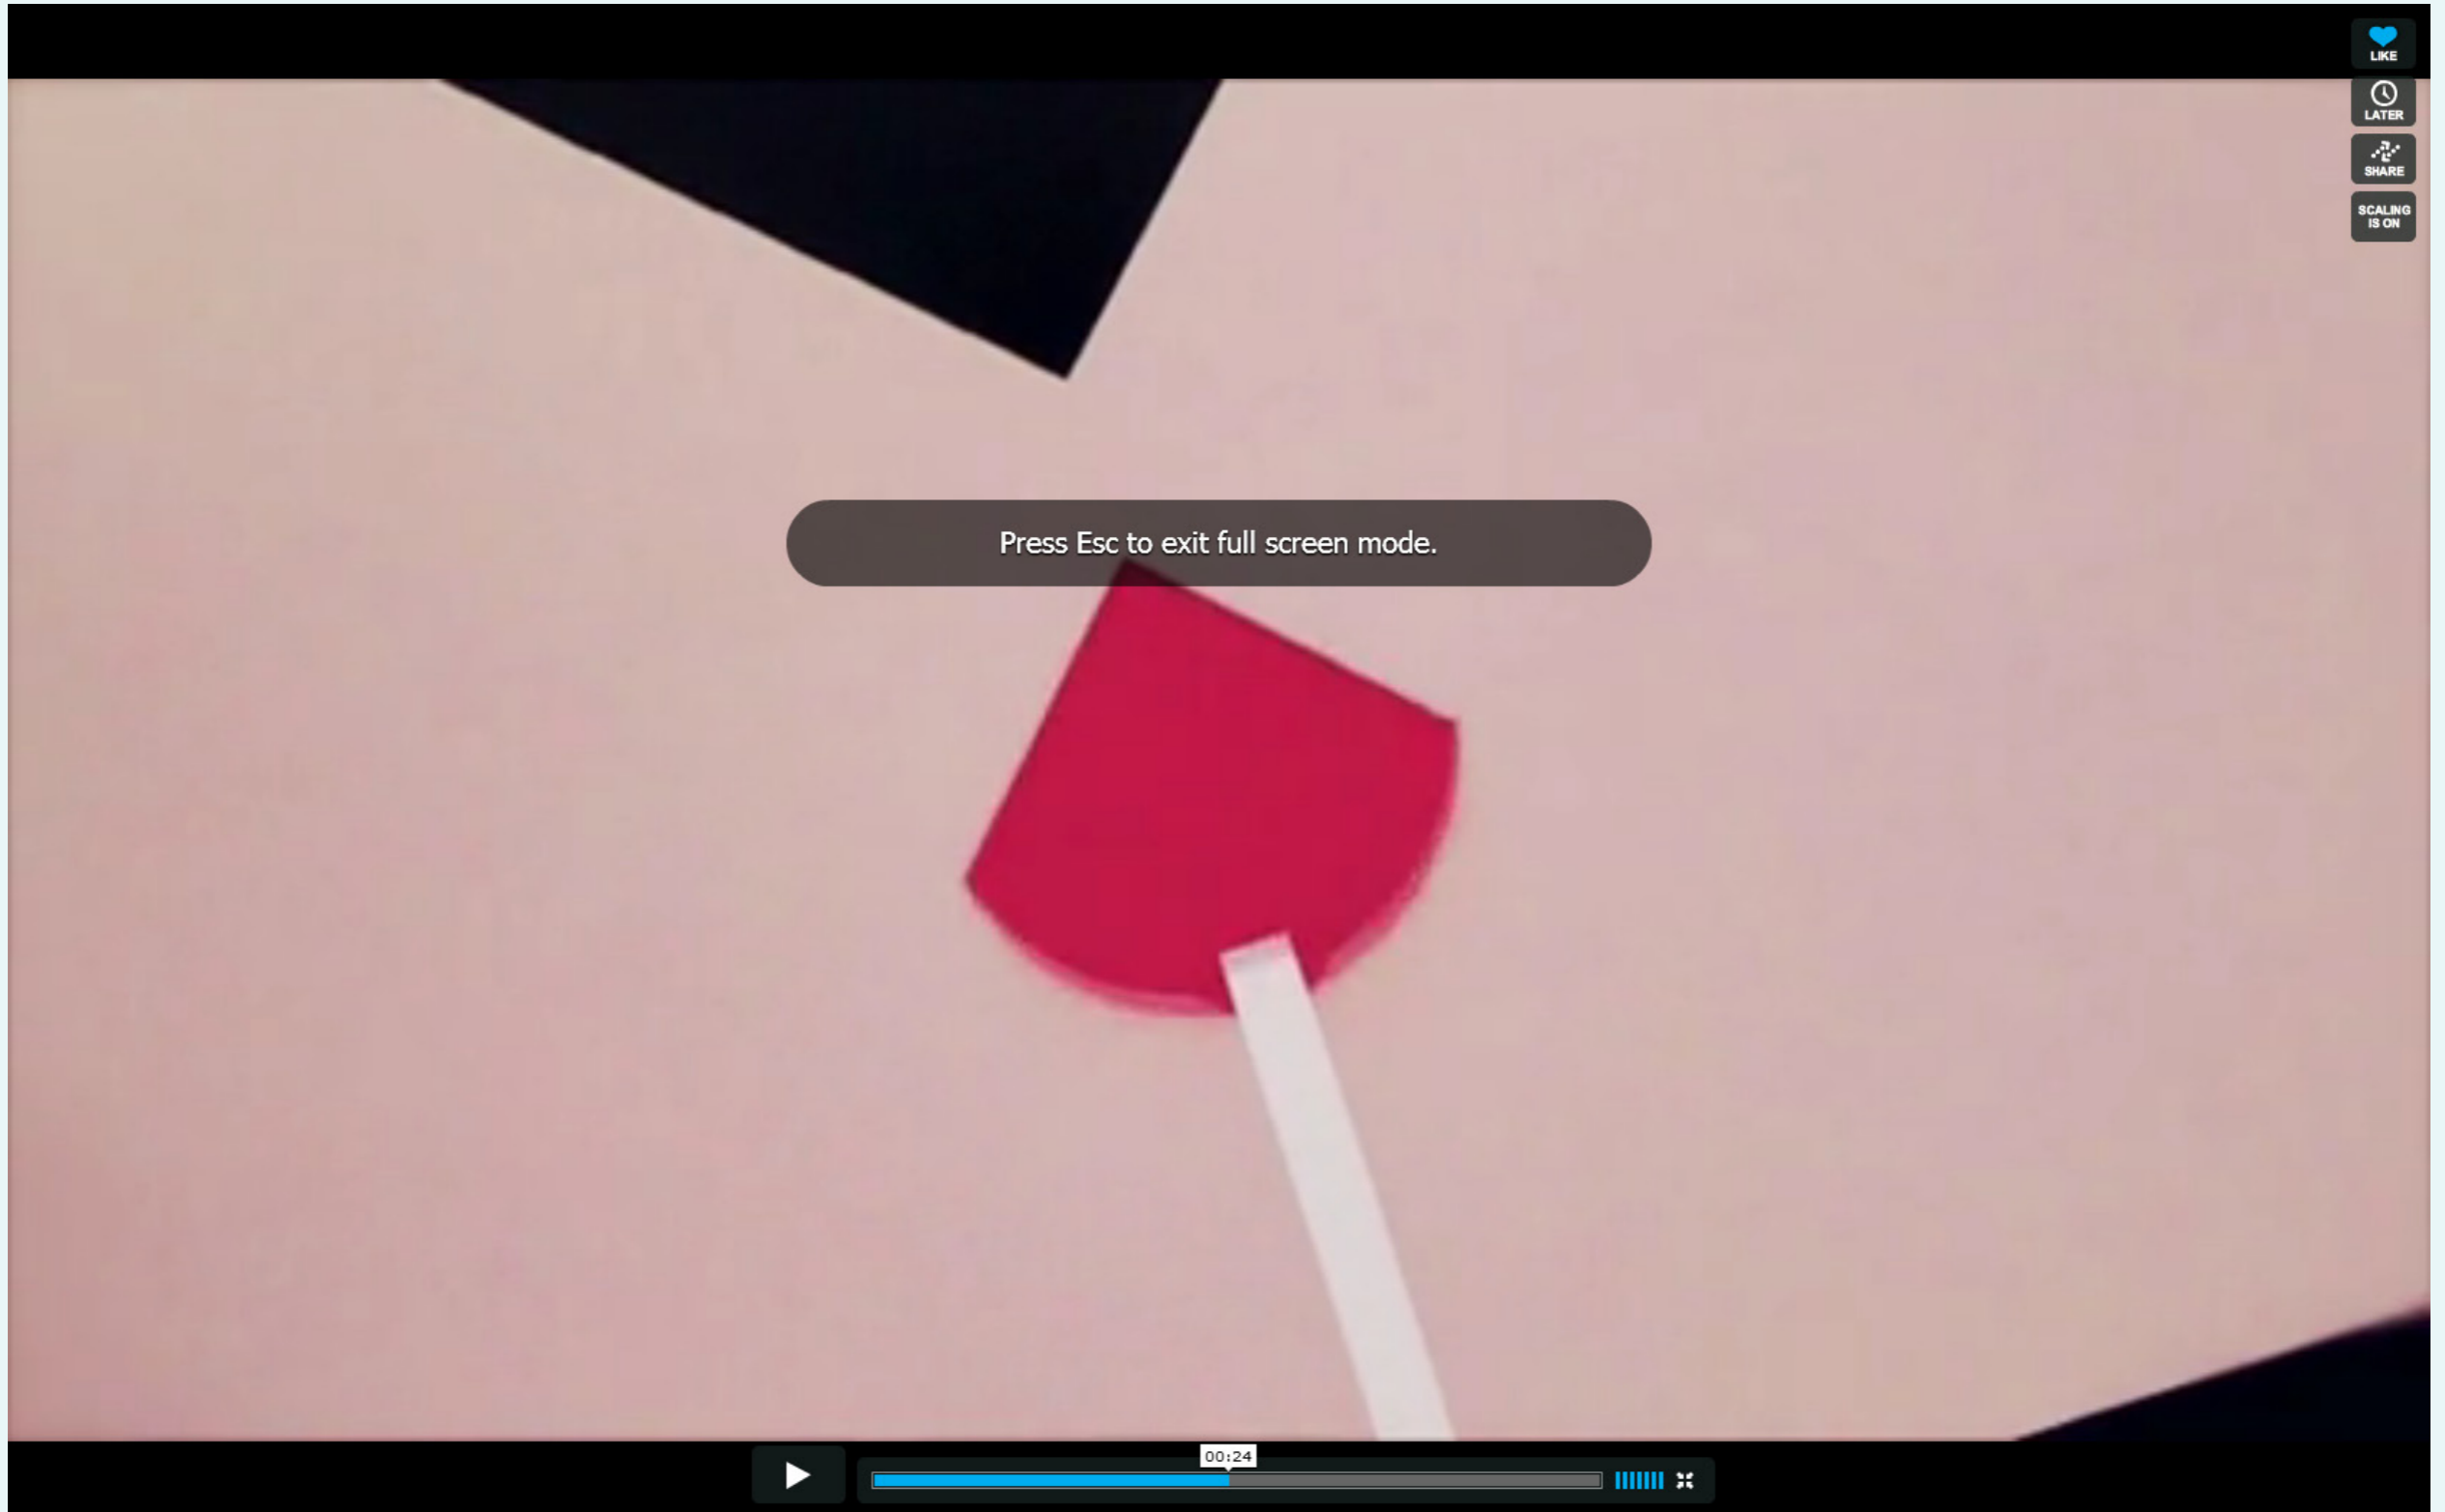 LIKE
LATER
SHARE
SCALING
IS ON
Press Esc to exit full screen mode.
00:24